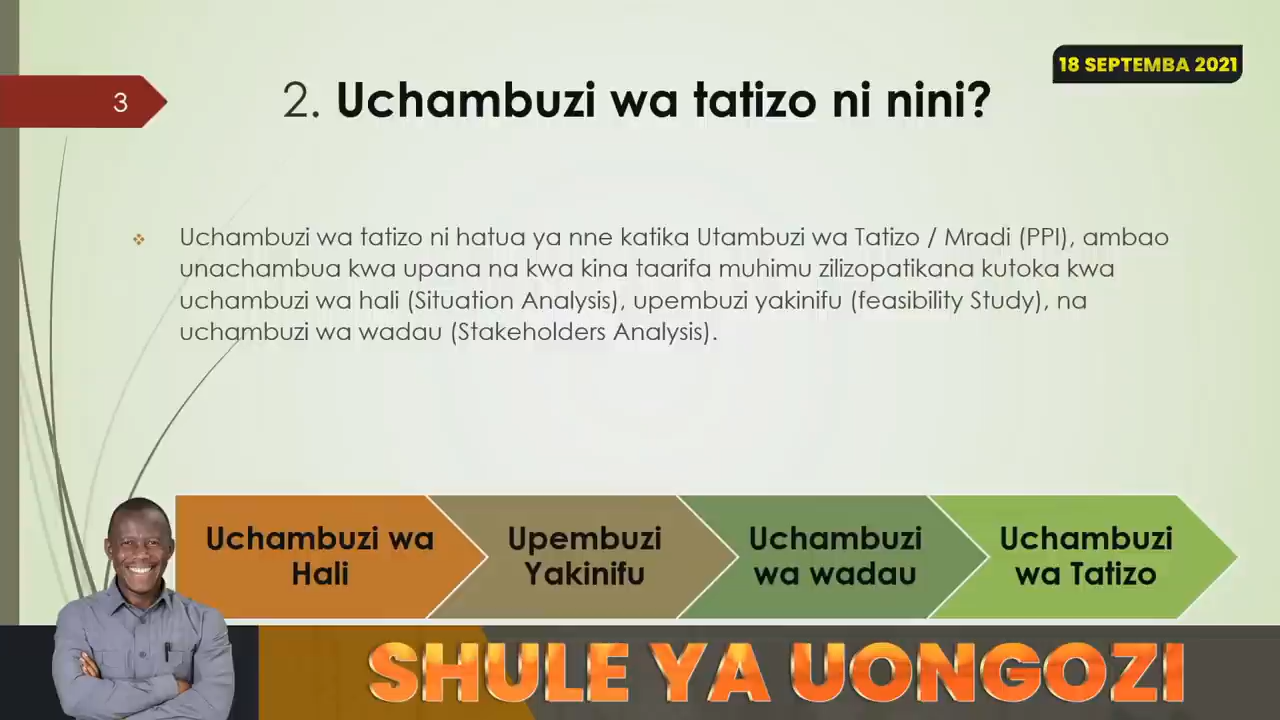 18 SEPTEMBA 2021
3
2. Uchambuzi wa tatizo ni nini?
Uchambuzi wa tatizo ni hatua ya nne katika Utambuzi wa Tatizo / Mradi (PPI), ambao
unachambua kwa upana na kwa kina taarifa muhimu zilizopatikana kutoka kwa
uchambuzi wa hali (Situation Analysis), upembuzi yakinifu (feasibility Study), na
uchambuzi wa wadau (Stakeholders Analysis).
Uchambuzi wa
Hali
Upembuzi
Yakinifu
Uchambuzi
wa wadau
Uchambuzi
wa Tatizo
SHULE YA UONGOZI